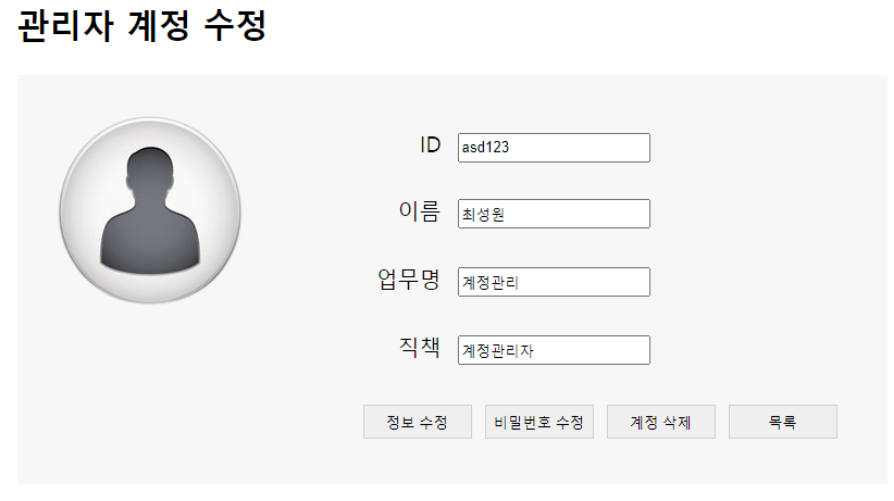 관리자 계정 수정
ID asd123
이름 최성원
업무명 계정관리
직책 계정관리자
정보 수정 비밀번호 수정 계정 삭제 목록